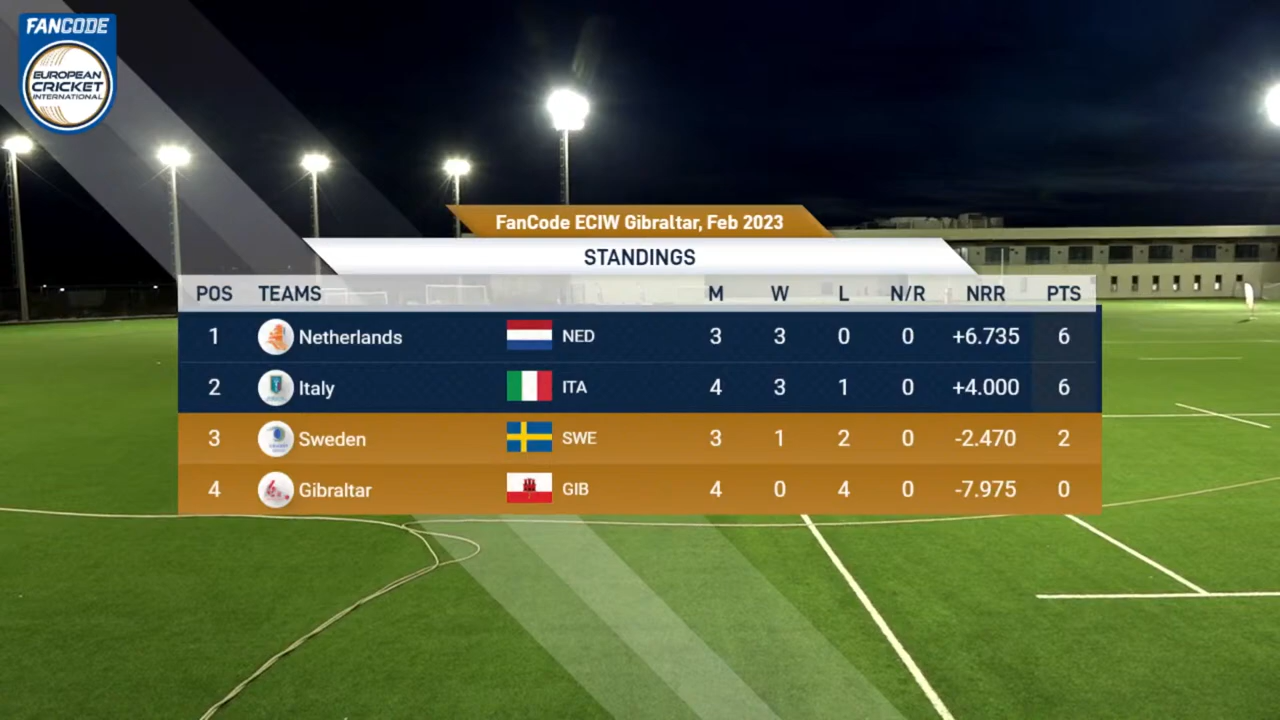 FANCODE
EUROPEAN
CRICKET
INTERNATIONAL
FanCode ECIW Gibraltar, Feb 2023
STANDINGS
POS TEAMS M W L N/R NRR PTS
1 Netherlands NED 3 3 0 0 +6.735 6
2 Italy ITA 4 3 1 0 +4.000 6
3 Sweden SWE 3 1 2 0 -2.470 2
4 Gibraltar GIB 4 0 4 0 -7.975 0